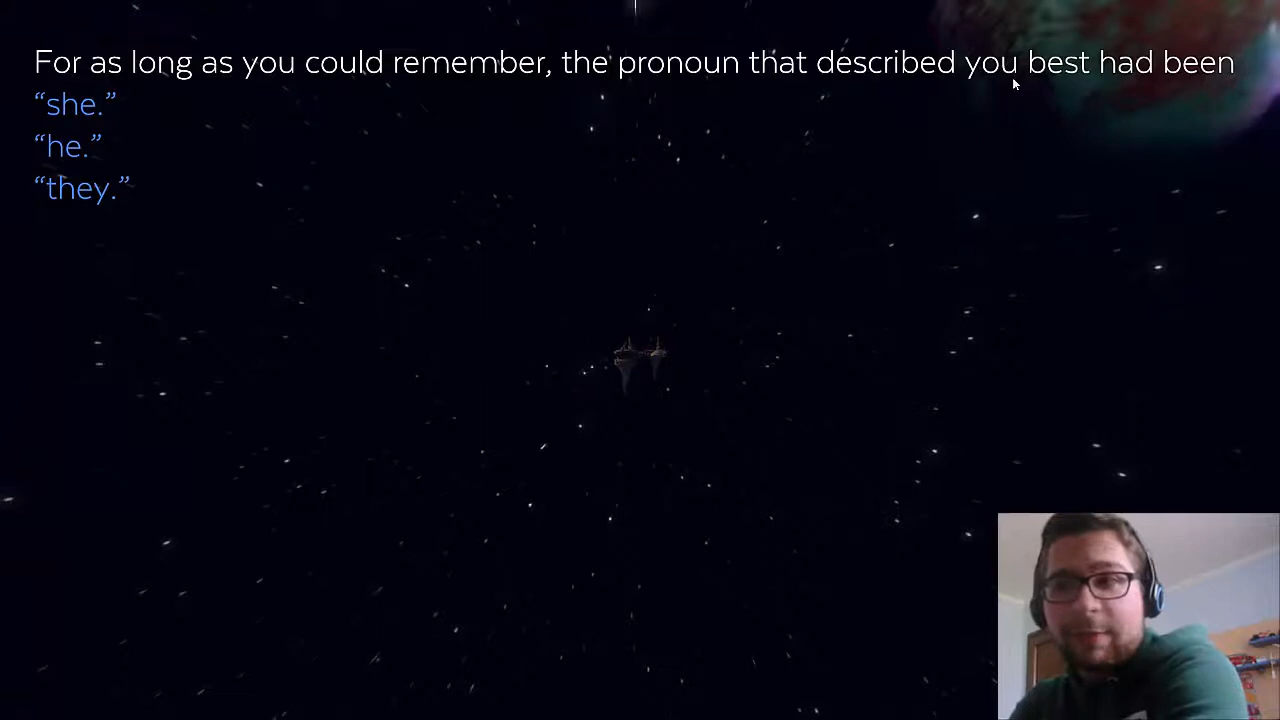 For as long as you could remember, the pronoun that described you best had been
“she.”
“he.”
“they.”